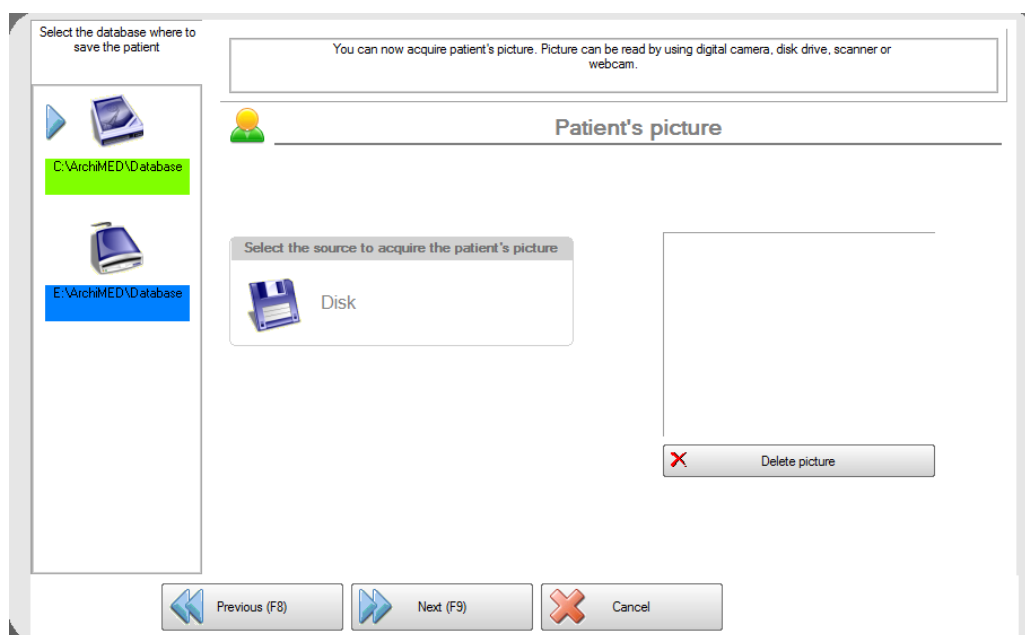 Select the database where to
save the patient
You can now acquire patient's picture. Picture can be read by using digital camera, disk drive, scanner or
webcam.
Patient's picture
C:\ArchiMED\Database
E:\ArchiMED\Database
Select the source to acquire the patient's picture
Disk
Delete picture
Previous (F8)
Next (F9)
Cancel